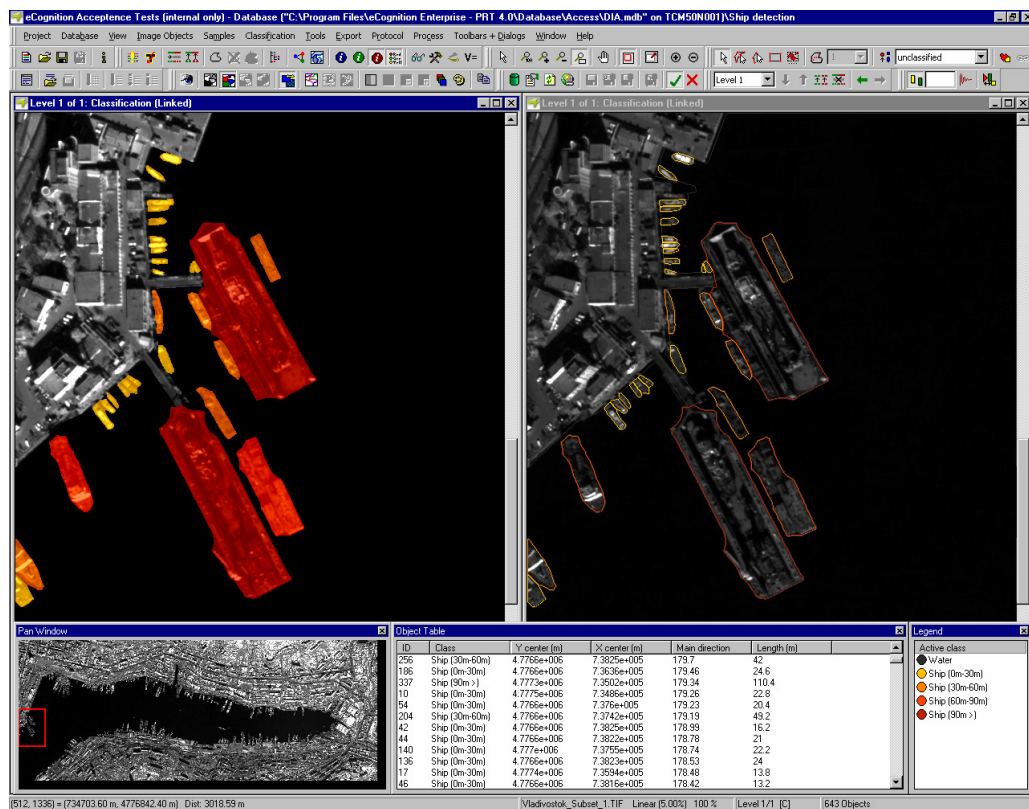 eCognition Acceptence Tests (internal only) - Database ("C:\Program Files\eCognition Enterprise - PRT 4.0\Database\Access\DIA.mdb" on TCM50N001)\Ship detection
Project Database View Image Objects Samples Classification Tools Export Protocol Process Toolbars + Dialogs Window Help
V= 1 unclassified
Level 1
Level 1 of 1: Classification (Linked) Level 1 of 1: Classification (Linked)
Pan Window Object Table Legend
ID Class Y center (m) X center (m) Main direction Length (m)
256 Ship (30m-60m) 4.7766e+006 7.3825e+005 179.7 42
186 Ship (0m-30m) 4.7766e+006 7.3636e+005 179.46 24.6
337 Ship (90m >) 4.7773e+006 7.3502e+005 179.34 110.4
10 Ship (0m-30m) 4.7775e+006 7.3486e+005 179.26 22.8
54 Ship (0m-30m) 4.7766e+006 7.376e+005 179.23 20.4
204 Ship (30m-60m) 4.7766e+006 7.3742e+005 179.19 49.2
42 Ship (0m-30m) 4.7766e+006 7.3825e+005 178.99 16.2
44 Ship (0m-30m) 4.7766e+006 7.3822e+005 178.78 21
140 Ship (0m-30m) 4.777e+006 7.3755e+005 178.74 22.2
136 Ship (0m-30m) 4.7766e+006 7.3823e+005 178.53 24
17 Ship (0m-30m) 4.7774e+006 7.3594e+005 178.48 13.8
46 Ship (0m-30m) 4.7766e+006 7.3816e+005 178.42 13.2
Active class
Water
Ship (0m-30m)
Ship (30m-60m)
Ship (60m-90m)
Ship (90m >)
(512, 1336) = (734703.60 m, 4776842.40 m) Dist: 3018.59 m Vladivostok_Subset_1.TIF Linear (5.00%) 100 % Level 1/1 [C] 643 Objects